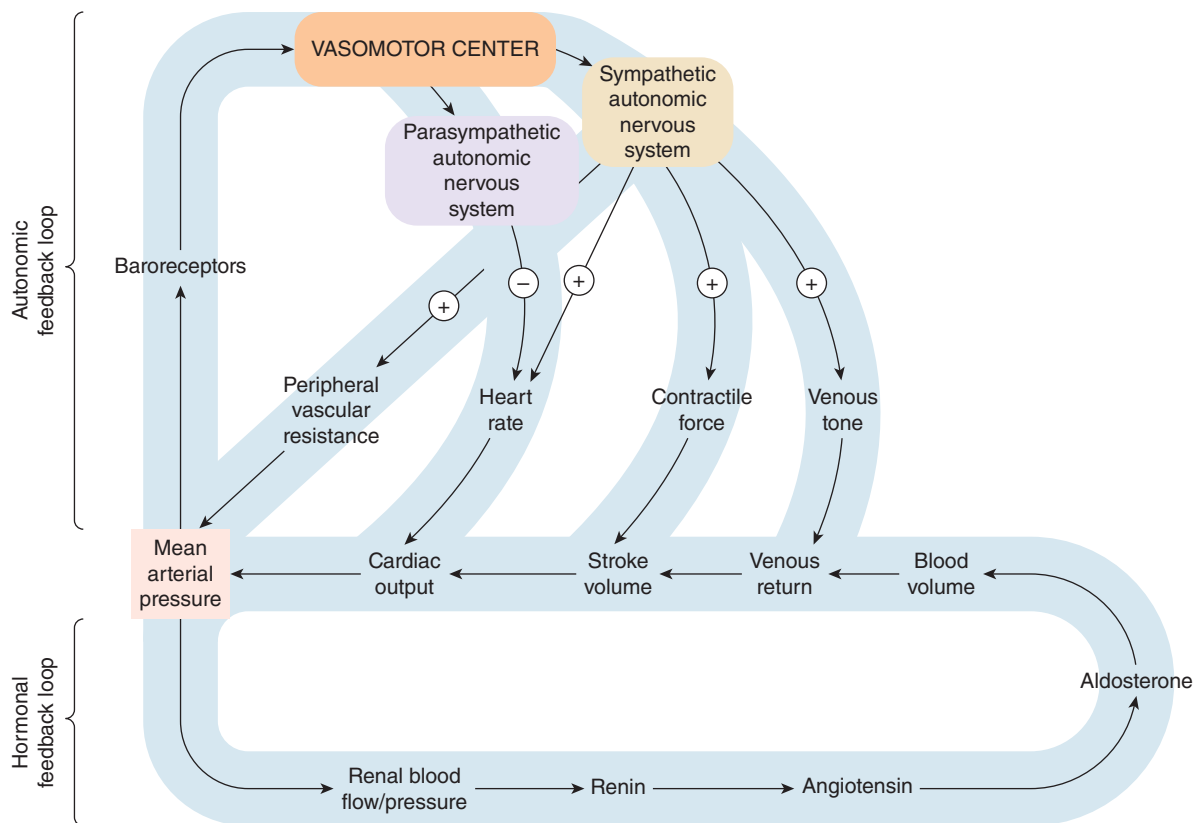 VASOMOTOR CENTER
Sympathetic
autonomic
nervous
system
Parasympathetic
autonomic
nervous
system
Autonomic
feedback loop
Baroreceptors
+
−
+
+
+
Peripheral
vascular
resistance
Heart
rate
Contractile
force
Venous
tone
Mean
arterial
pressure
Cardiac
output
Stroke
volume
Venous
return
Blood
volume
Hormonal
feedback loop
Aldosterone
Renal blood
flow/pressure
Renin
Angiotensin